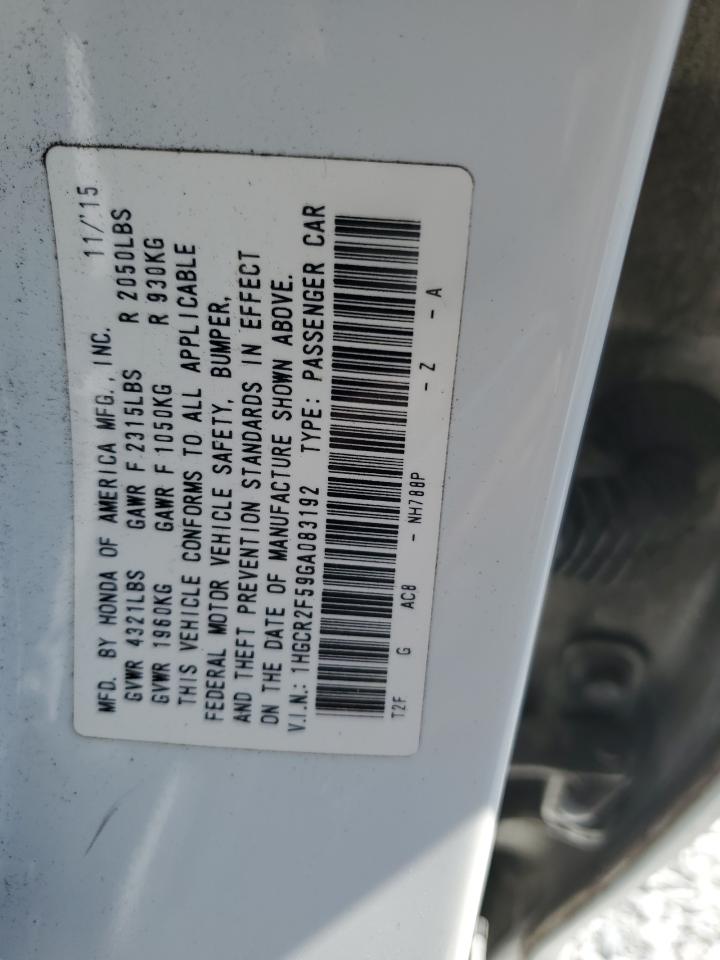 MFD. BY HONDA OF AMERICA MFG., INC. 11/'15
GVWR 4321LBS GAWR F 2315LBS R 2050LBS
GVWR 1960KG GAWR F 1050KG R 930KG
THIS VEHICLE CONFORMS TO ALL APPLICABLE
FEDERAL MOTOR VEHICLE SAFETY, BUMPER,
AND THEFT PREVENTION STANDARDS IN EFFECT
ON THE DATE OF MANUFACTURE SHOWN ABOVE.
V.I.N.: 1HGCR2F59GA083192 TYPE: PASSENGER CAR
T2F G AC8 - NH788P - Z - A